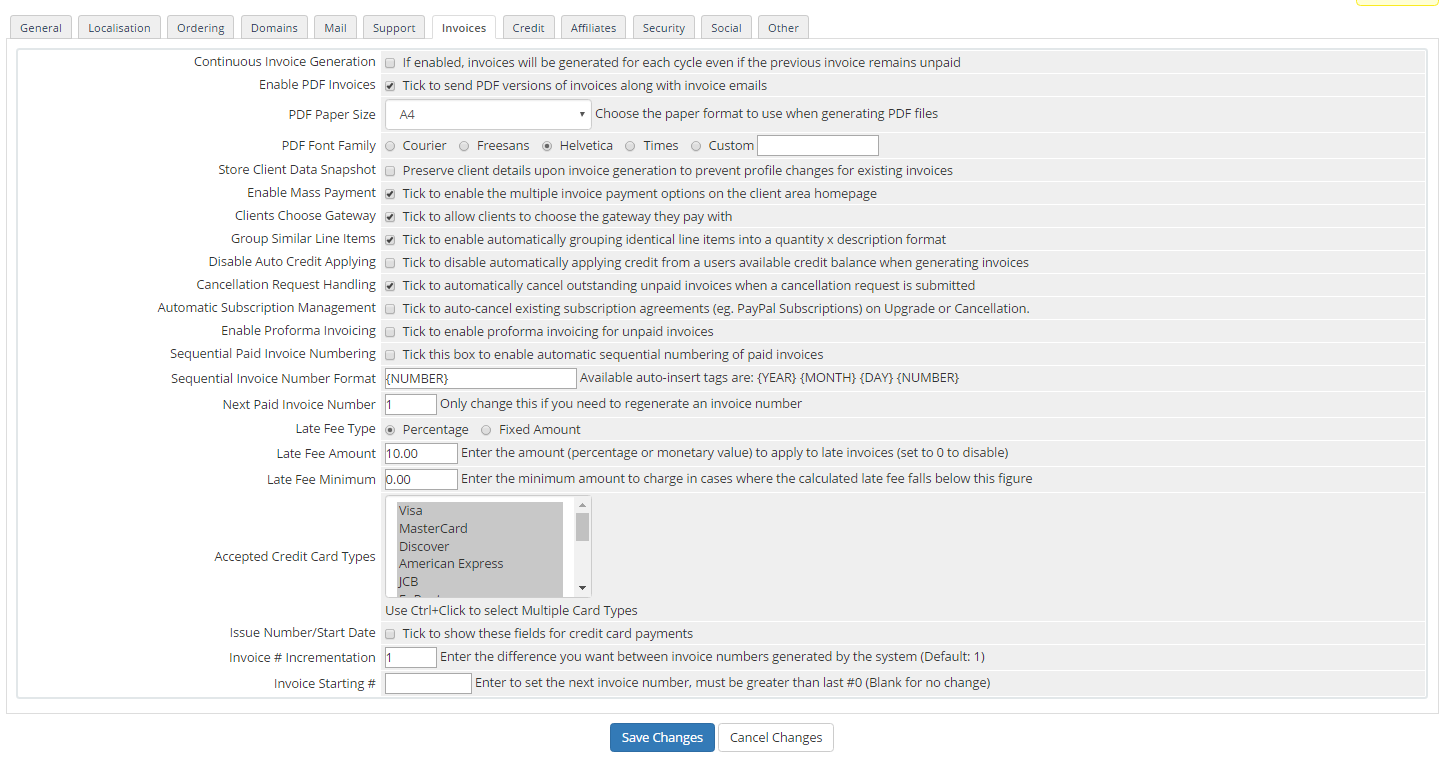 General Localisation Ordering Domains Mail Support Invoices Credit Affiliates Security Social Other
Continuous Invoice Generation If enabled, invoices will be generated for each cycle even if the previous invoice remains unpaid
Enable PDF Invoices Tick to send PDF versions of invoices along with invoice emails
PDF Paper Size A4 Choose the paper format to use when generating PDF files
PDF Font Family Courier Freesans Helvetica Times Custom
Store Client Data Snapshot Preserve client details upon invoice generation to prevent profile changes for existing invoices
Enable Mass Payment Tick to enable the multiple invoice payment options on the client area homepage
Clients Choose Gateway Tick to allow clients to choose the gateway they pay with
Group Similar Line Items Tick to enable automatically grouping identical line items into a quantity x description format
Disable Auto Credit Applying Tick to disable automatically applying credit from a users available credit balance when generating invoices
Cancellation Request Handling Tick to automatically cancel outstanding unpaid invoices when a cancellation request is submitted
Automatic Subscription Management Tick to auto-cancel existing subscription agreements (eg. PayPal Subscriptions) on Upgrade or Cancellation.
Enable Proforma Invoicing Tick to enable proforma invoicing for unpaid invoices
Sequential Paid Invoice Numbering Tick this box to enable automatic sequential numbering of paid invoices
Sequential Invoice Number Format {NUMBER} Available auto-insert tags are: {YEAR} {MONTH} {DAY} {NUMBER}
Next Paid Invoice Number 1 Only change this if you need to regenerate an invoice number
Late Fee Type Percentage Fixed Amount
Late Fee Amount 10.00 Enter the amount (percentage or monetary value) to apply to late invoices (set to 0 to disable)
Late Fee Minimum 0.00 Enter the minimum amount to charge in cases where the calculated late fee falls below this figure
Accepted Credit Card Types
Visa
MasterCard
Discover
American Express
JCB
Use Ctrl+Click to select Multiple Card Types
Issue Number/Start Date Tick to show these fields for credit card payments
Invoice # Incrementation 1 Enter the difference you want between invoice numbers generated by the system (Default: 1)
Invoice Starting # Enter to set the next invoice number, must be greater than last #0 (Blank for no change)
Save Changes Cancel Changes